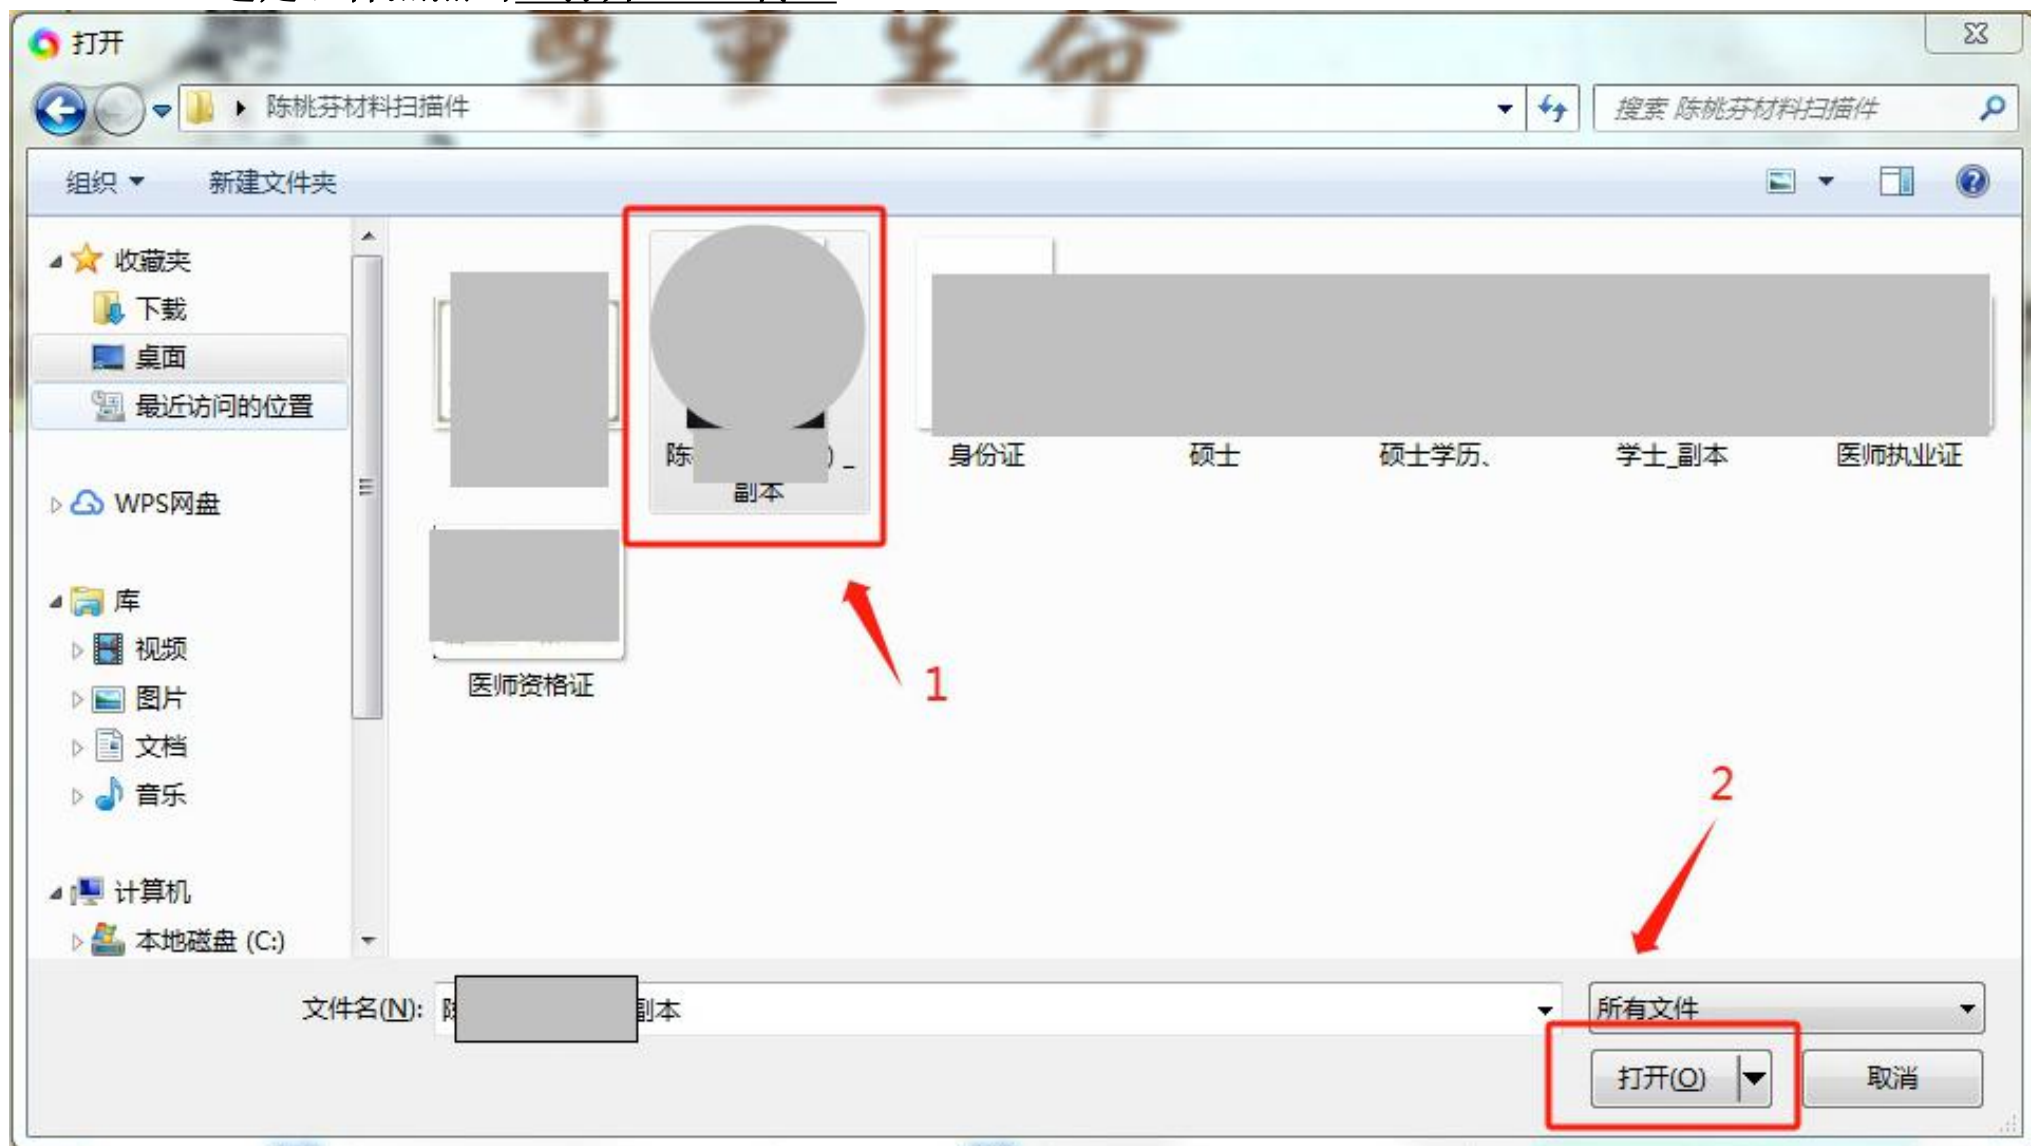 尊重生命
打开
陈桃芬材料扫描件
搜索 陈桃芬材料扫描件
组织
新建文件夹
收藏夹
下载
桌面
最近访问的位置
WPS网盘
库
视频
图片
文档
音乐
计算机
本地磁盘 (C:)
陈 ) _
副本
身份证
硕士
硕士学历、
学士_副本
医师执业证
医师资格证
1
2
文件名(N): 副本
所有文件
打开(O)
取消